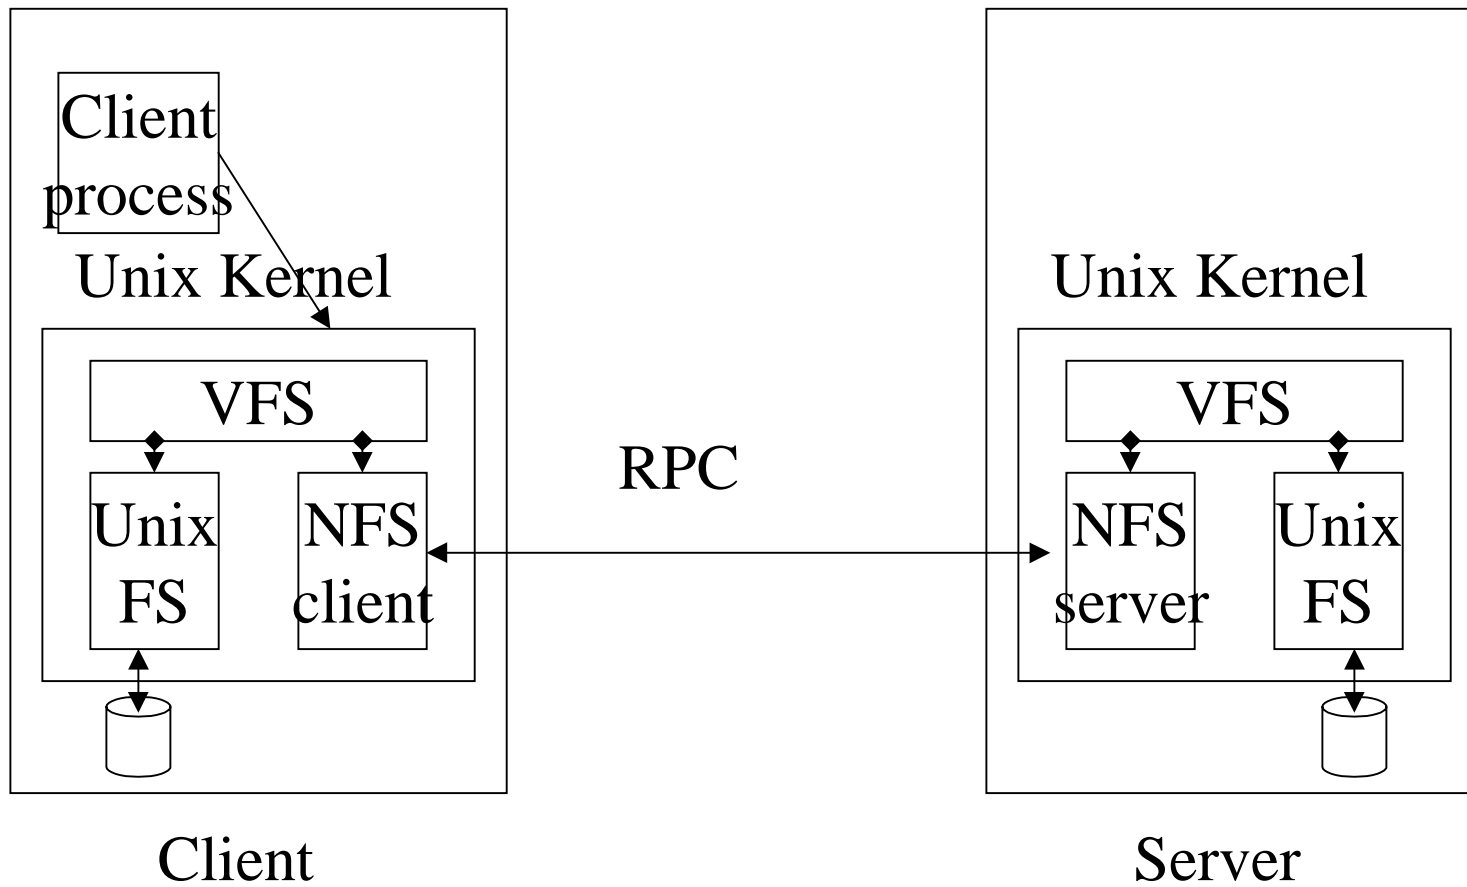 Client
process
Unix Kernel
VFS
Unix
FS
NFS
client
RPC
Unix Kernel
VFS
NFS
server
Unix
FS
Client
Server